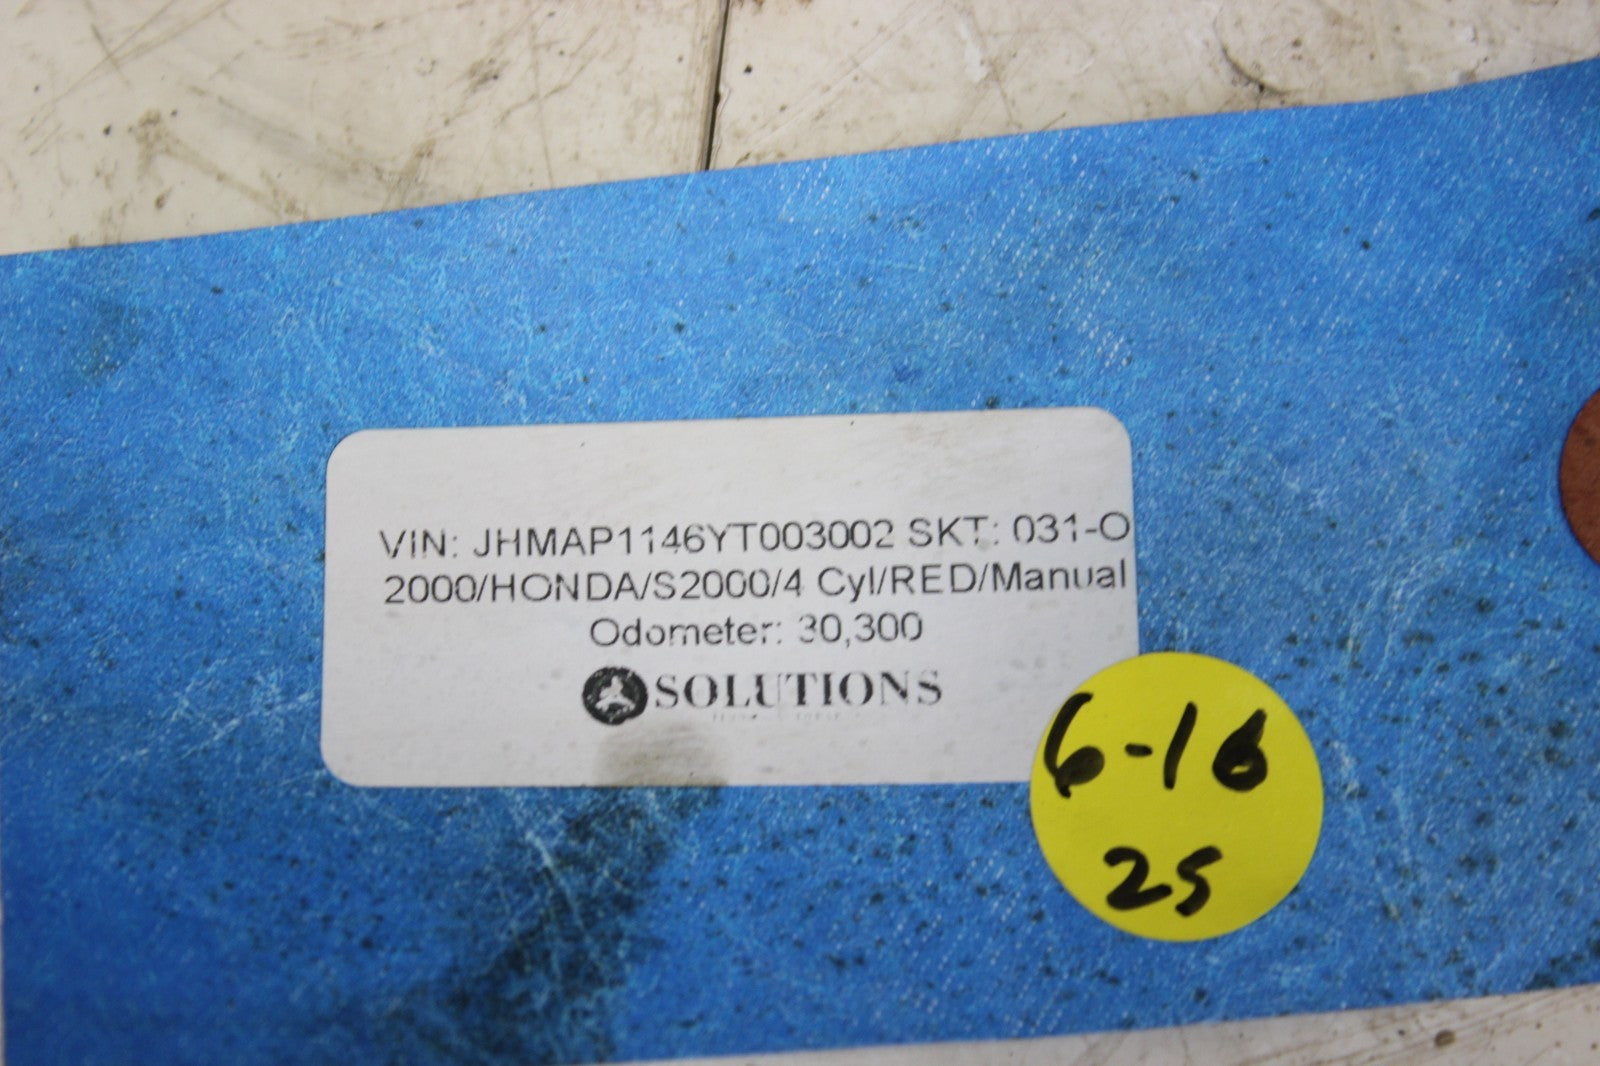 VIN: JHMAP1146YT003002 SKT: 031-O
2000/HONDA/S2000/4 Cyl/RED/Manual
Odometer: 30,300
SOLUTIONS
6-16
25